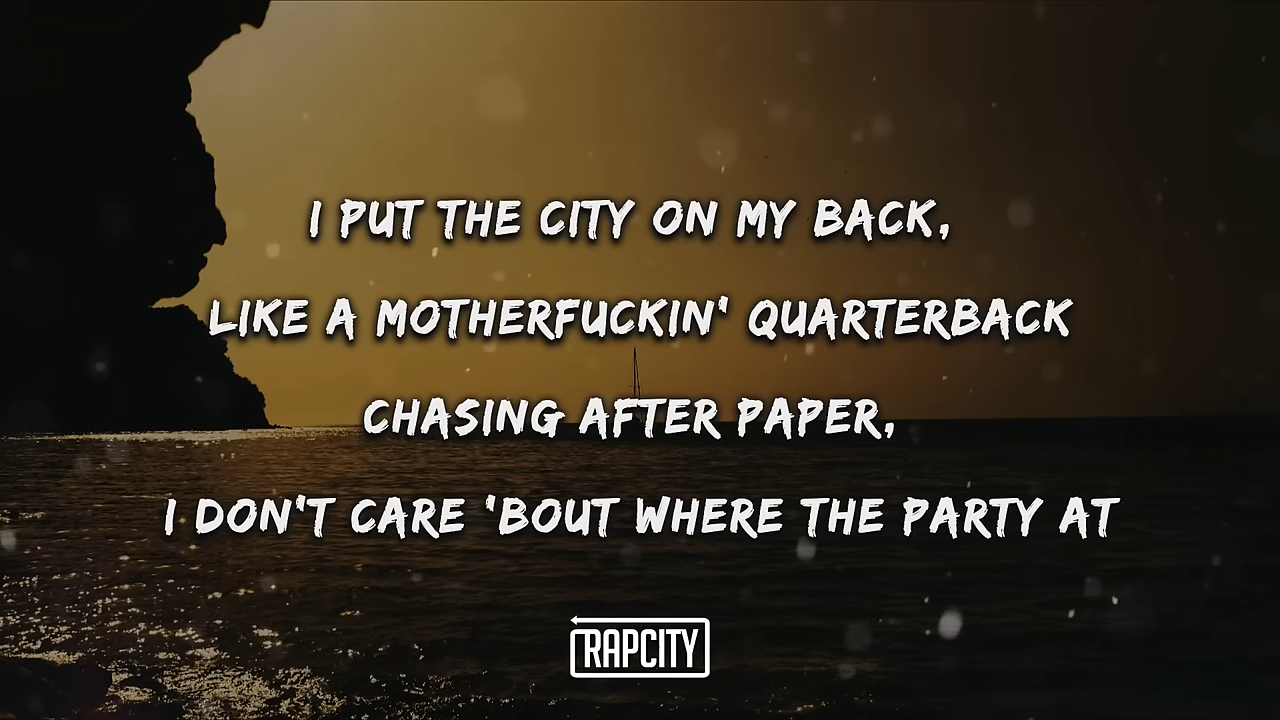 I PUT THE CITY ON MY BACK,
LIKE A MOTHERFUCKIN' QUARTERBACK
CHASING AFTER PAPER,
I DON'T CARE 'BOUT WHERE THE PARTY AT
RAPCITY